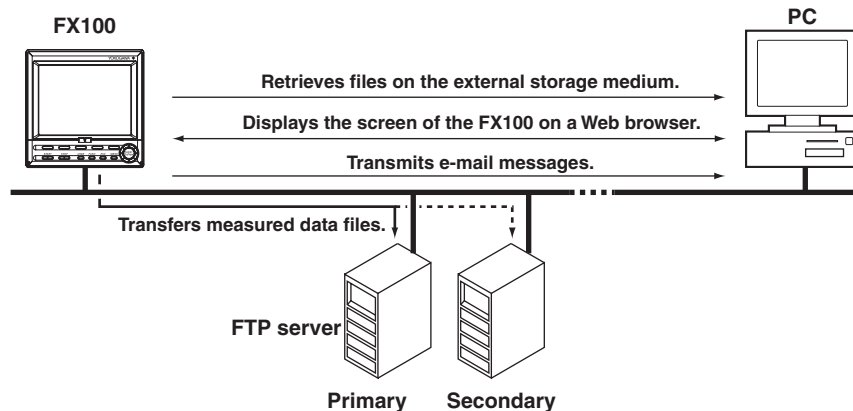 FX100
PC
YOKOGAWA
Retrieves files on the external storage medium.
Displays the screen of the FX100 on a Web browser.
Transmits e-mail messages.
Transfers measured data files.
FTP server
Primary
Secondary